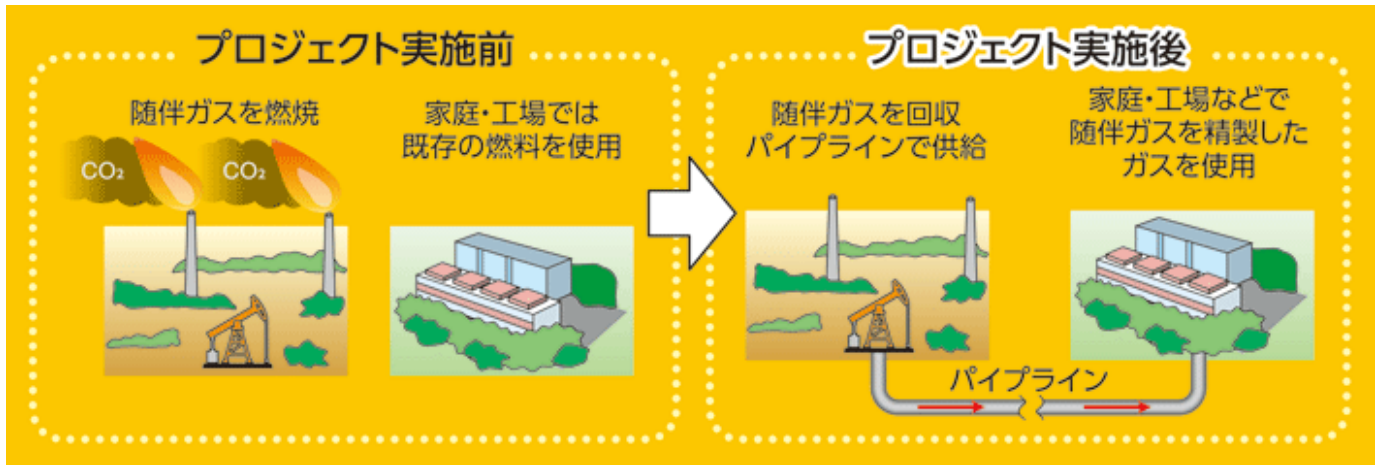 プロジェクト実施前
随伴ガスを燃焼
CO₂
CO₂
家庭・工場では
既存の燃料を使用
プロジェクト実施後
随伴ガスを回収
パイプラインで供給
家庭・工場などで
随伴ガスを精製した
ガスを使用
パイプライン